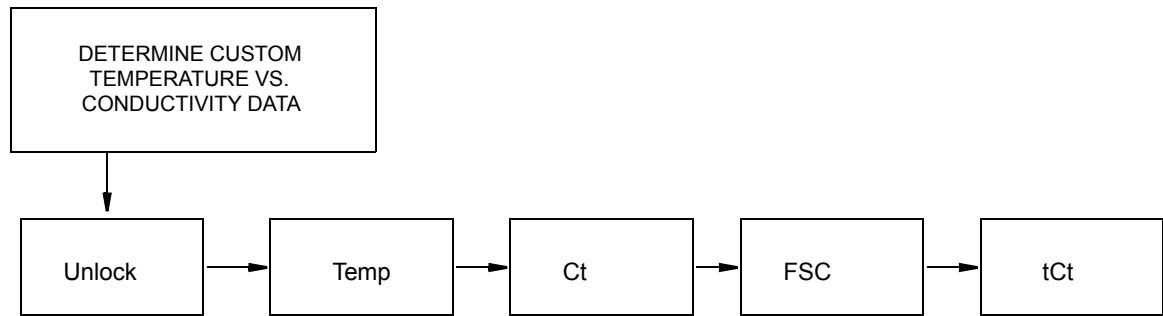 DETERMINE CUSTOM
TEMPERATURE VS.
CONDUCTIVITY DATA
Unlock
Temp
Ct
FSC
tCt